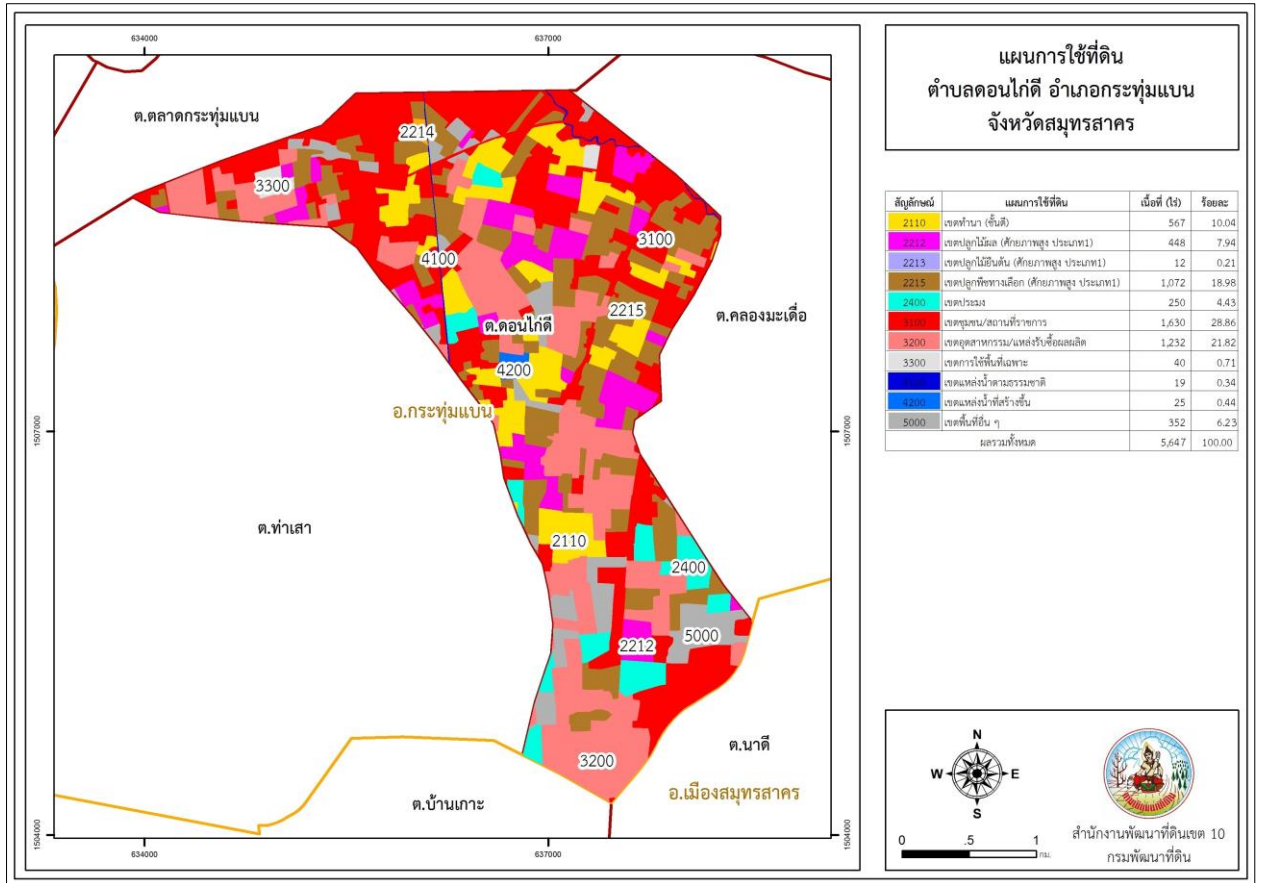 แผนการใช้ที่ดิน
ตำบลดอนไก่ดี อำเภอกระทุ่มแบน
จังหวัดสมุทรสาคร
634000
637000
ต.ตลาดกระทุ่มแบน
2214
3300
3100
4100
2215
ต.คลองมะเดื่อ
ต.ดอนไก่ดี
4200
อ.กระทุ่มแบน
1507000
1507000
ต.ท่าเสา
2110
2400
5000
2212
ต.นาดี
3200
อ.เมืองสมุทรสาคร
ต.บ้านเกาะ
1504000
1504000
634000
637000
สัญลักษณ์ แผนการใช้ที่ดิน เนื้อที่ (ไร่) ร้อยละ
2110 เขตทำนา (ชั้นดี) 567 10.04
2212 เขตปลูกไม้ผล (ศักยภาพสูง ประเภท1) 448 7.94
2213 เขตปลูกไม้ยืนต้น (ศักยภาพสูง ประเภท1) 12 0.21
2215 เขตปลูกพืชทางเลือก (ศักยภาพสูง ประเภท1) 1,072 18.98
2400 เขตประมง 250 4.43
3100 เขตชุมชน/สถานที่ราชการ 1,630 28.86
3200 เขตอุตสาหกรรม/แหล่งรับซื้อผลผลิต 1,232 21.82
3300 เขตการใช้พื้นที่เฉพาะ 40 0.71
เขตแหล่งน้ำตามธรรมชาติ 19 0.34
4200 เขตแหล่งน้ำที่สร้างขึ้น 25 0.44
5000 เขตพื้นที่อื่น ๆ 352 6.23
ผลรวมทั้งหมด 5,647 100.00
N
W E
S
0 .5 1
กม.
สำนักงานพัฒนาที่ดินเขต 10
กรมพัฒนาที่ดิน